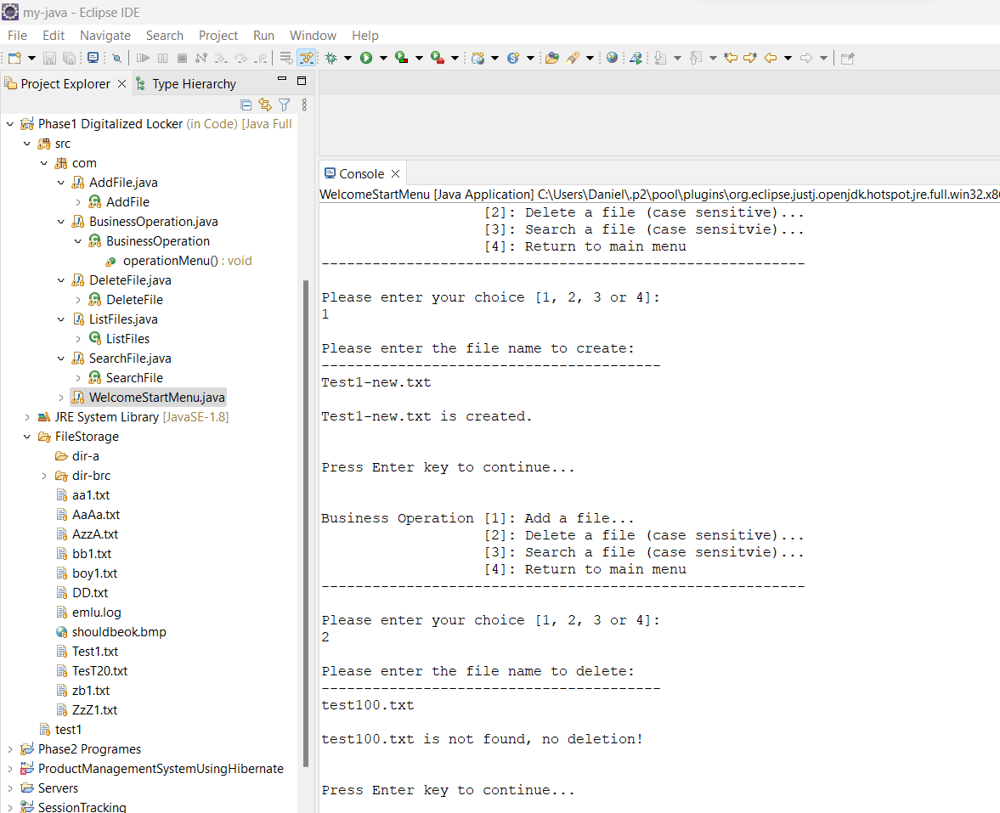 my-java - Eclipse IDE
File Edit Navigate Search Project Run Window Help
Project Explorer Type Hierarchy
Phase1 Digitalized Locker (in Code) [Java Full
src
com
AddFile.java
AddFile
BusinessOperation.java
BusinessOperation
operationMenu() : void
DeleteFile.java
DeleteFile
ListFiles.java
ListFiles
SearchFile.java
SearchFile
WelcomeStartMenu.java
JRE System Library [JavaSE-1.8]
FileStorage
dir-a
dir-brc
aa1.txt
AaAa.txt
AzzA.txt
bb1.txt
boy1.txt
DD.txt
emlu.log
shouldbeok.bmp
Test1.txt
TesT20.txt
zb1.txt
ZzZ1.txt
test1
Phase2 Programes
ProductManagementSystemUsingHibernate
Servers
SessionTracking
Console
WelcomeStartMenu [Java Application] C:\Users\Daniel\.p2\pool\plugins\org.eclipse.justj.openjdk.hotspot.jre.full.win32.x86
[2]: Delete a file (case sensitive)...
[3]: Search a file (case sensitvie)...
[4]: Return to main menu
---------------------------------------------------------
Please enter your choice [1, 2, 3 or 4]:
1
Please enter the file name to create:
----------------------------------------
Test1-new.txt
Test1-new.txt is created.
Press Enter key to continue...
Business Operation [1]: Add a file...
[2]: Delete a file (case sensitive)...
[3]: Search a file (case sensitvie)...
[4]: Return to main menu
---------------------------------------------------------
Please enter your choice [1, 2, 3 or 4]:
2
Please enter the file name to delete:
----------------------------------------
test100.txt
test100.txt is not found, no deletion!
Press Enter key to continue...